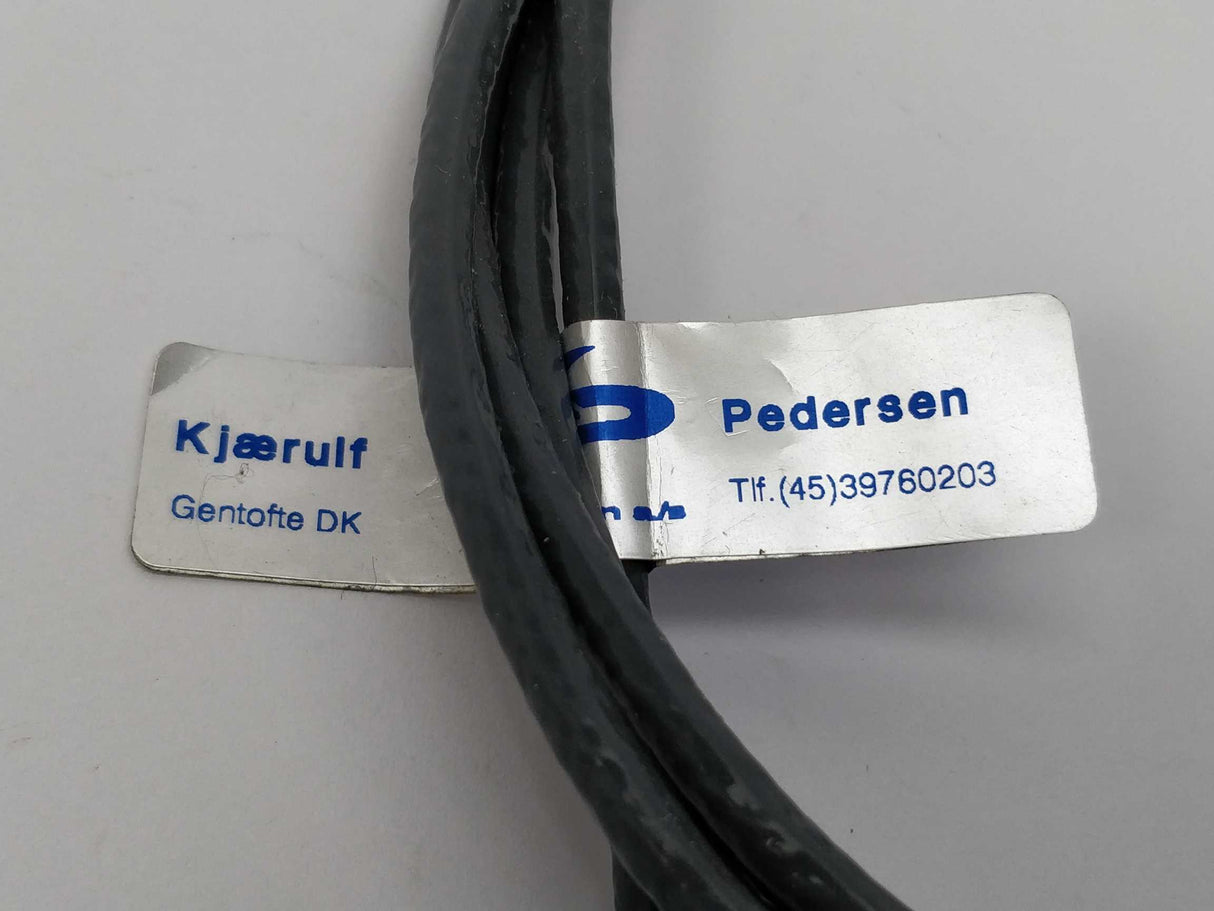 Kjærulf
Gentofte DK
a/s
Pedersen
Tlf.(45)39760203